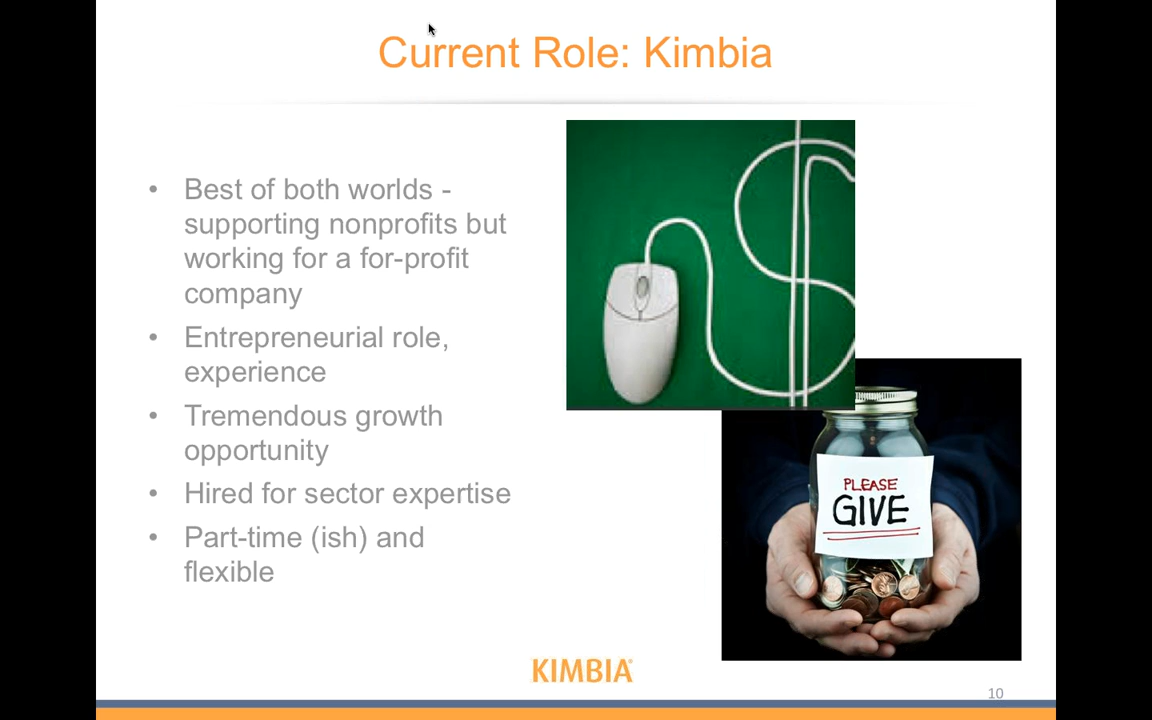 Current Role: Kimbia
• Best of both worlds -
supporting nonprofits but
working for a for-profit
company
• Entrepreneurial role,
experience
• Tremendous growth
opportunity
• Hired for sector expertise
• Part-time (ish) and
flexible
PLEASE
GIVE
KIMBIA
10